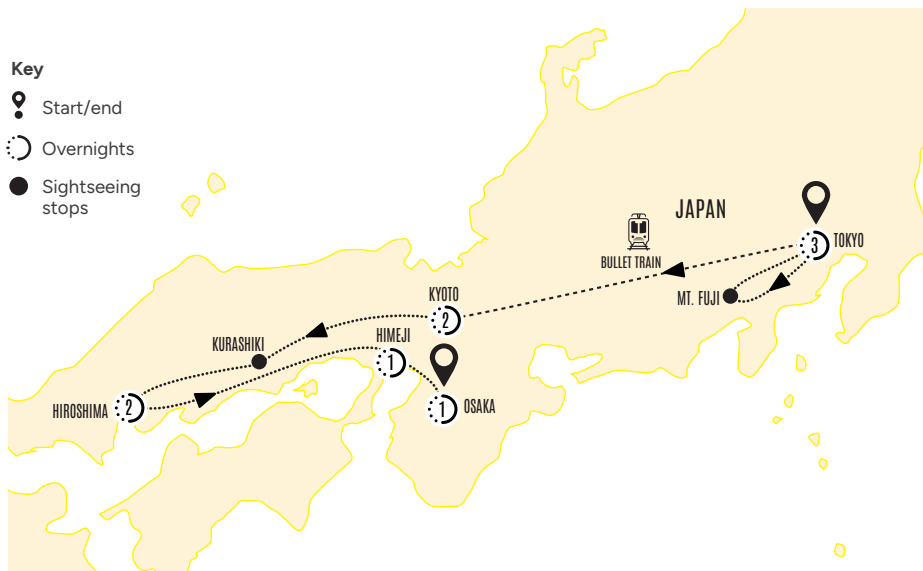 Key
Start/end
Overnights
Sightseeing
stops
JAPAN
3
TOKYO
BULLET TRAIN
MT. FUJI
KYOTO
2
HIMEJI
1
KURASHIKI
HIROSHIMA
2
1
OSAKA